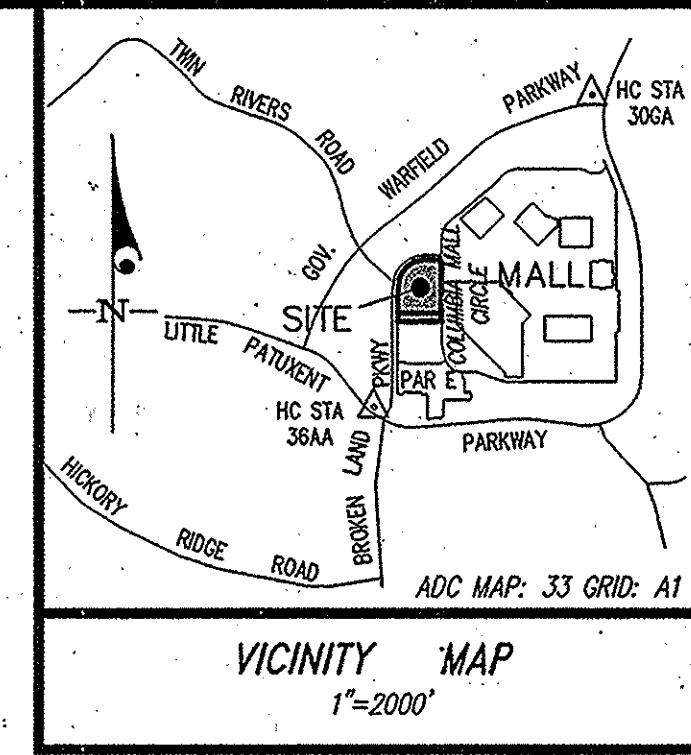 TWIN
RIVERS
ROAD
PARKWAY
HC STA
30GA
WARFIELD
GOV.
COLUMBIA MALL
CIRCLE
MALL
SITE
-N-
LITTLE
PATUXENT
PKWY
PAR E
HC STA
36AA
PARKWAY
BROKEN LAND
HICKORY
RIDGE
ROAD
ADC MAP: 33 GRID: A1
VICINITY MAP
1"=2000'